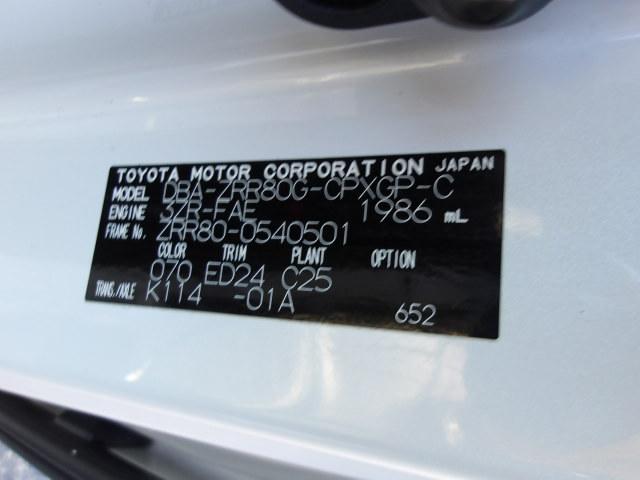 TOYOTA MOTOR CORPORATION JAPAN
MODEL DBA-ZRR80G-CPXGP-C
ENGINE 3ZR-FAE 1986 mL
FRAME No. ZRR80-0540501
COLOR TRIM PLANT OPTION
070 ED24 C25
TRANS./AXLE K114 -01A
652